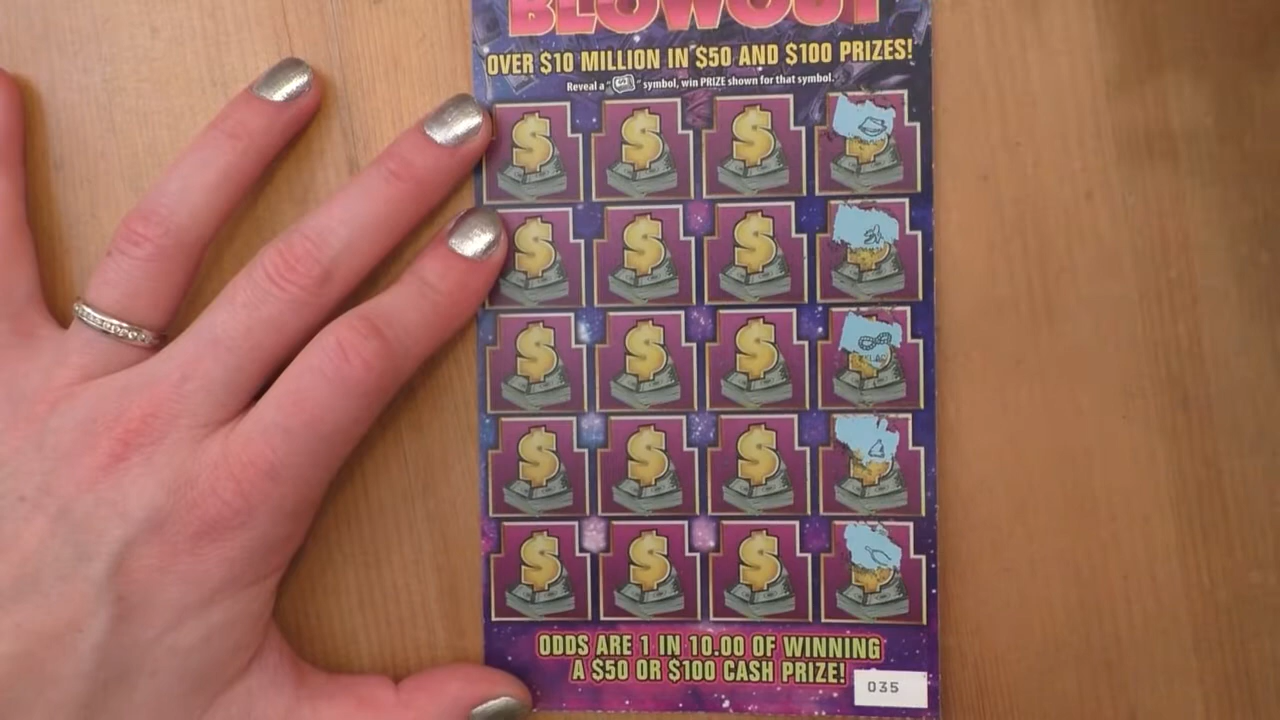 BLOWOUT
OVER $10 MILLION IN $50 AND $100 PRIZES!
Reveal a " " symbol, win PRIZE shown for that symbol.
ODDS ARE 1 IN 10.00 OF WINNING
A $50 OR $100 CASH PRIZE!
035